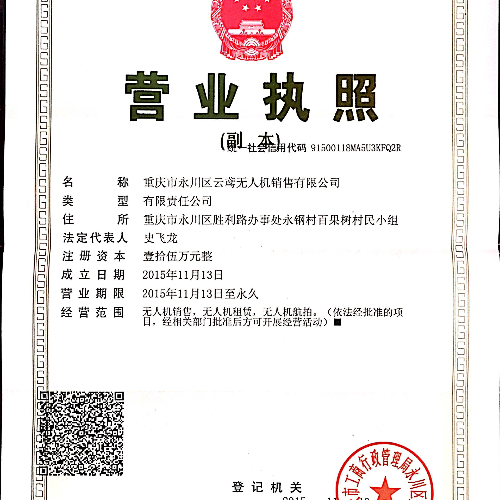 营业执照
(副 本)
统一社会信用代码 91500118MA5U3KFQ2R
名 称 重庆市永川区云鸢无人机销售有限公司
类 型 有限责任公司
住 所 重庆市永川区胜利路办事处永钢村百果树村民小组
法定代表人 史飞龙
注册资本 壹拾伍万元整
成立日期 2015年11月13日
营业期限 2015年11月13日至永久
经营范围 无人机销售，无人机租赁，无人机航拍。（依法经批准的项
目，经相关部门批准后方可开展经营活动）■
市工商行政管理局永川区
登记机关